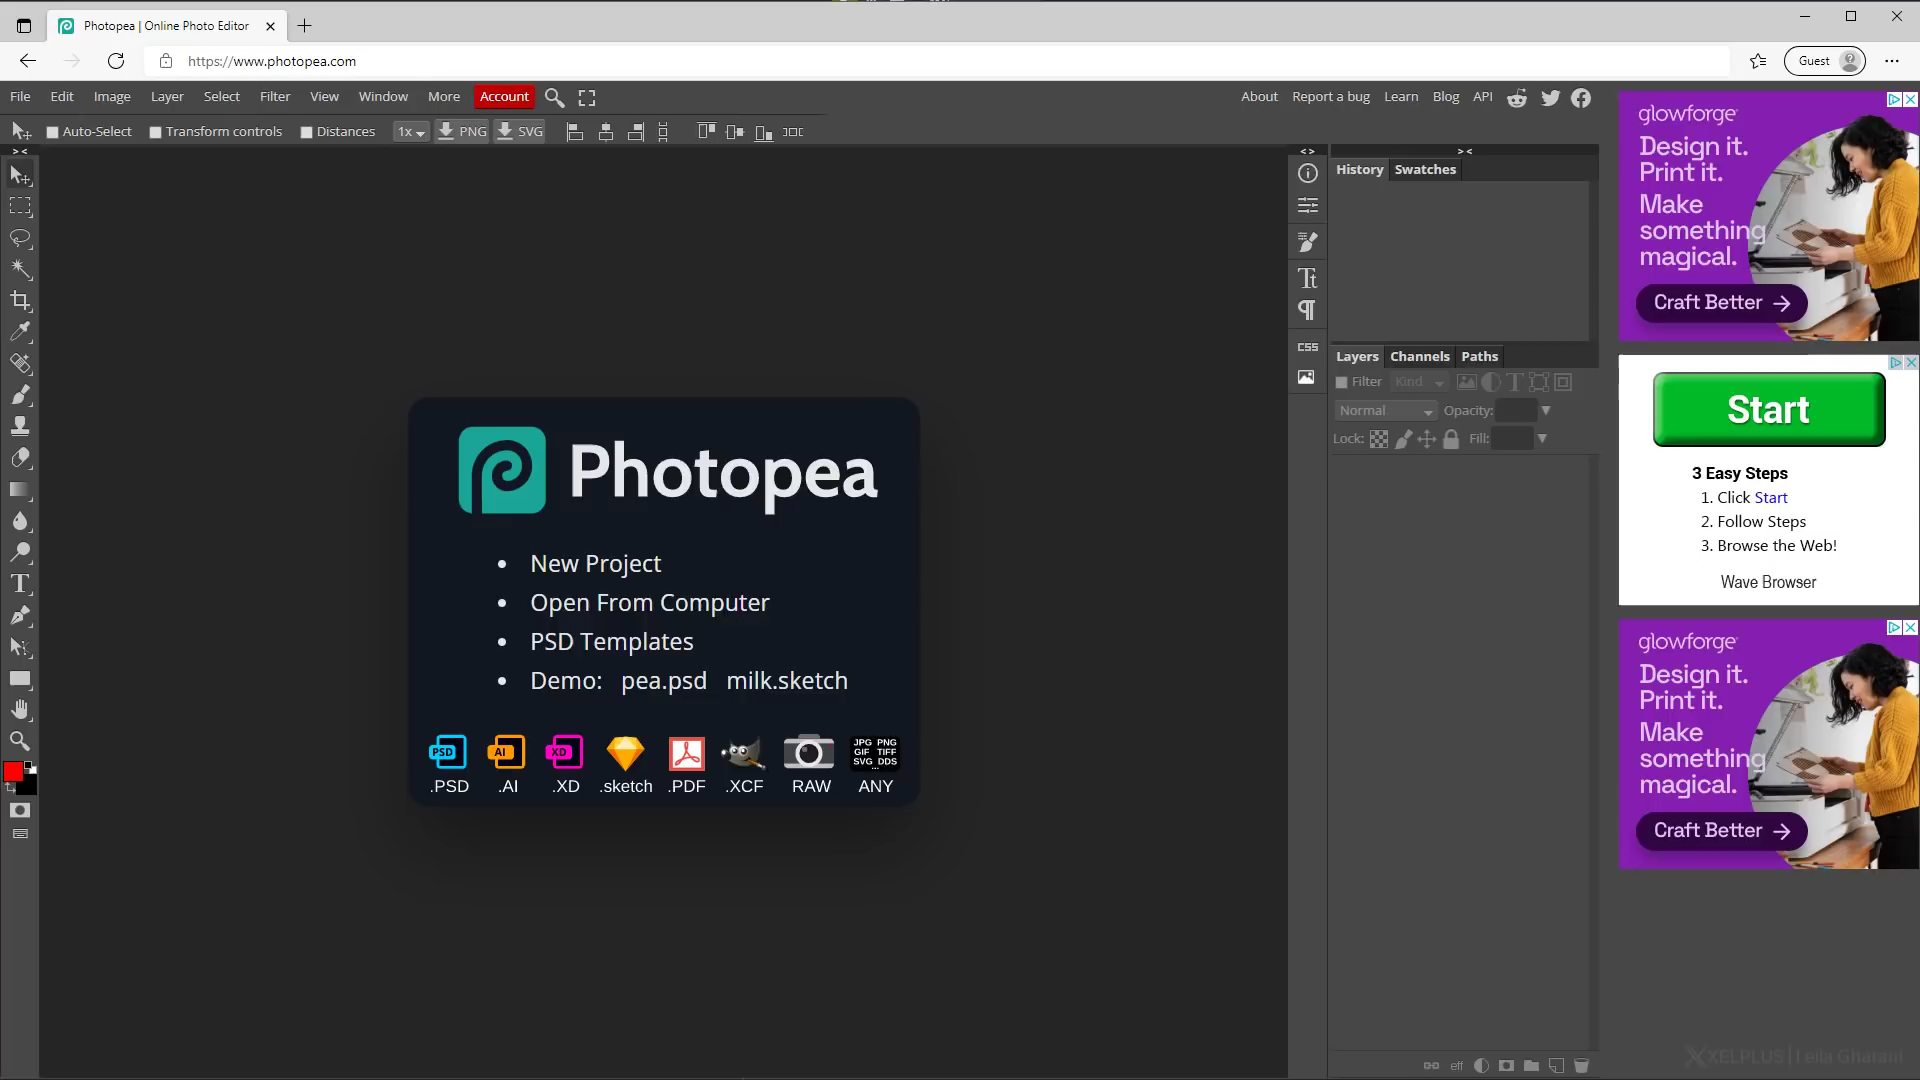 Photopea | Online Photo Editor
https://www.photopea.com
Guest
File Edit Image Layer Select Filter View Window More Account
About Report a bug Learn Blog API
Auto-Select Transform controls Distances 1x PNG SVG
> <
< >
> <
History Swatches
CSS
Layers Channels Paths
Filter Kind
Normal Opacity:
Lock: Fill:
Photopea
New Project
Open From Computer
PSD Templates
Demo: pea.psd milk.sketch
PSD AI XD JPG PNG
GIF TIFF
SVG DDS
...
.PSD .AI .XD .sketch .PDF .XCF RAW ANY
eff
glowforge
Design it.
Print it.
Make
something
magical.
Craft Better →
Start
3 Easy Steps
1. Click Start
2. Follow Steps
3. Browse the Web!
Wave Browser
glowforge
Design it.
Print it.
Make
something
magical.
Craft Better →
XELPLUS | Leila Gharani